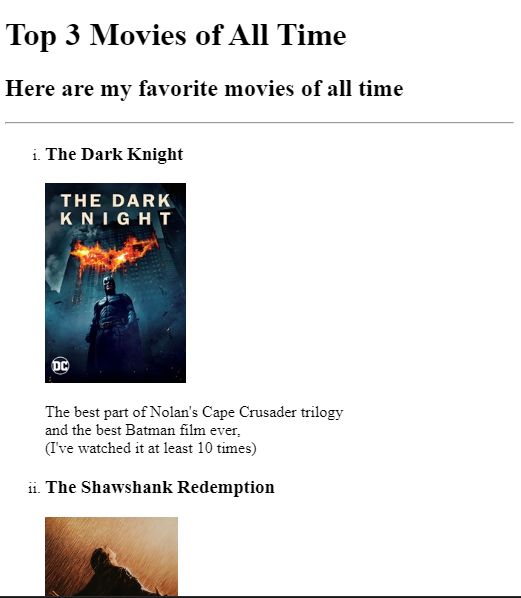 Top 3 Movies of All Time
Here are my favorite movies of all time
i. The Dark Knight
THE DARK
KNIGHT
DC
The best part of Nolan's Cape Crusader trilogy
and the best Batman film ever,
(I've watched it at least 10 times)
ii. The Shawshank Redemption